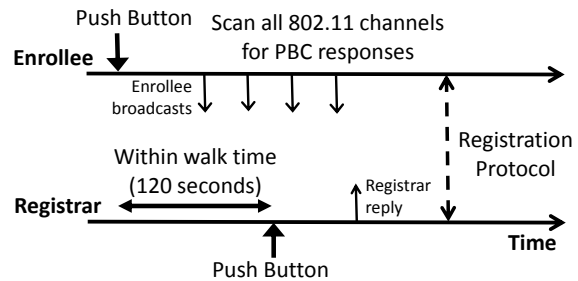 Push Button
Scan all 802.11 channels
for PBC responses
Enrollee
Enrollee
broadcasts
Registration
Protocol
Within walk time
(120 seconds)
Registrar
reply
Registrar
Time
Push Button